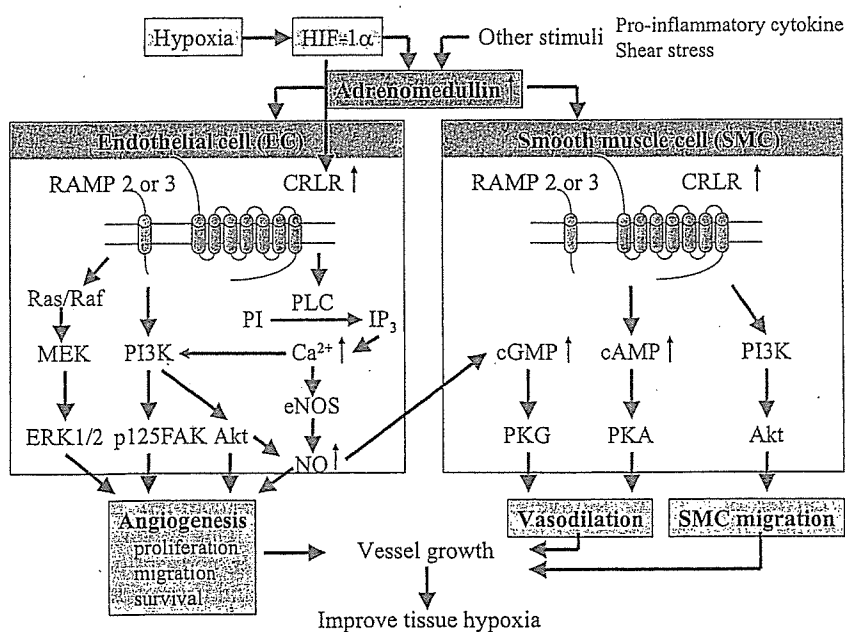 Hypoxia
HIF-1α
Other stimuli
Pro-inflammatory cytokine
Shear stress
Adrenomedullin ↑
Endothelial cell (EC)
RAMP 2 or 3
CRLR ↑
Ras/Raf
PLC
PI
IP3
MEK
PI3K
Ca2+ ↑
eNOS
ERK1/2
p125FAK
Akt
NO ↑
Smooth muscle cell (SMC)
RAMP 2 or 3
CRLR ↑
cGMP ↑
cAMP ↑
PI3K
PKG
PKA
Akt
Angiogenesis
proliferation
migration
survival
Vasodilation
SMC migration
Vessel growth
Improve tissue hypoxia